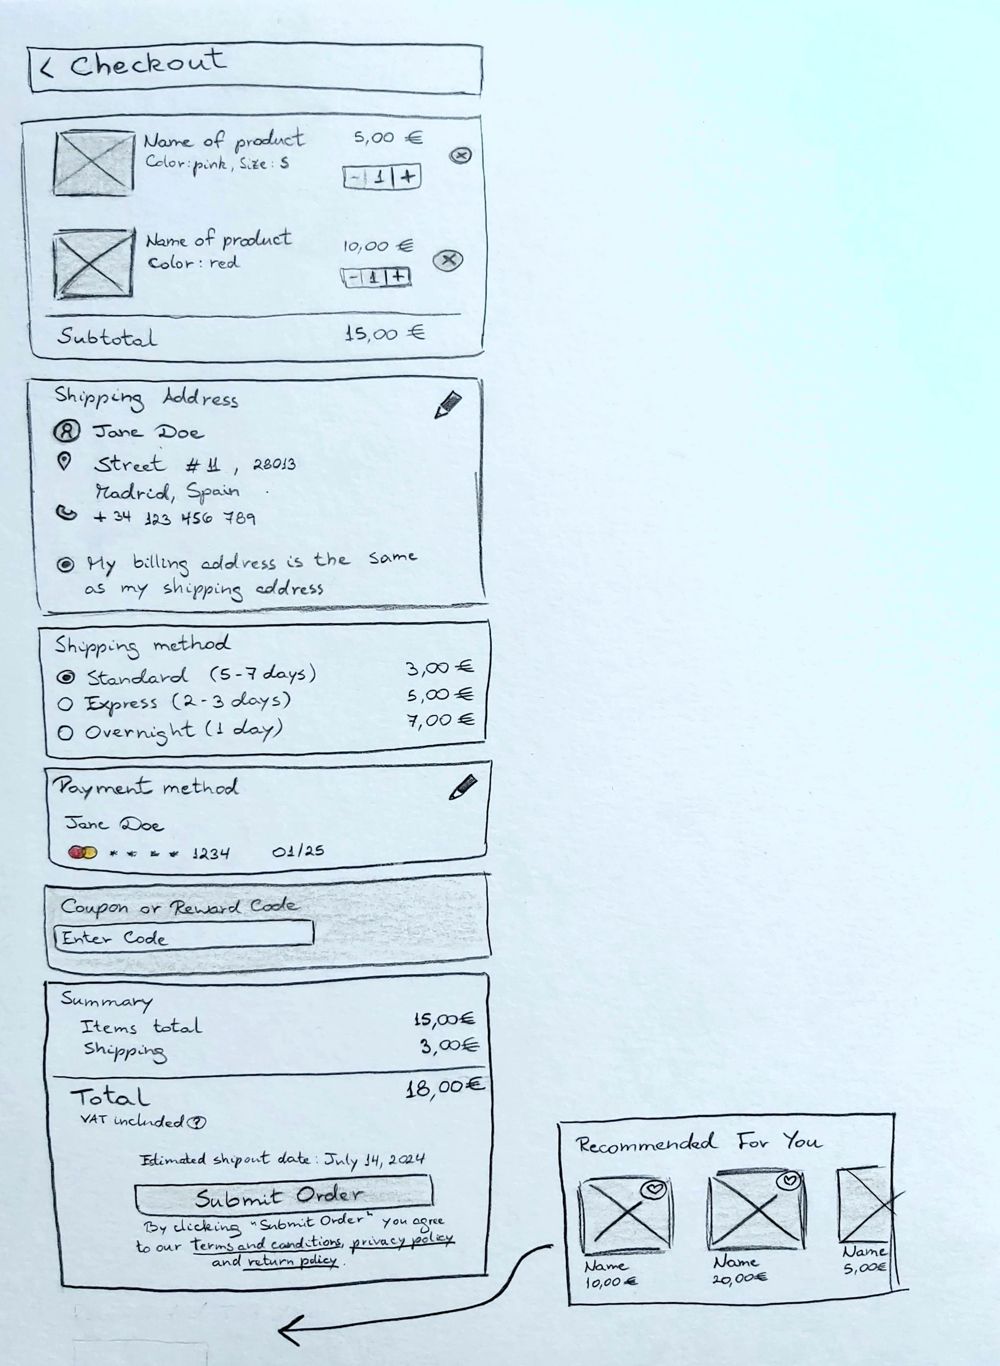 < Checkout
Name of product 5,00 €
Color: pink, Size: S
- 1 +
Name of product 10,00 €
Color: red
- 1 +
Subtotal 15,00 €
Shipping Address
Jane Doe
Street #11, 28013
Madrid, Spain
+34 123 456 789
My billing address is the same
as my shipping address
Shipping method
Standard (5-7 days) 3,00 €
Express (2-3 days) 5,00 €
Overnight (1 day) 7,00 €
Payment method
Jane Doe
* * * * 1234 01/25
Coupon or Reward Code
Enter Code
Summary
Items total 15,00€
Shipping 3,00€
Total 18,00€
VAT included ?
Estimated shipout date: July 14, 2024
Submit Order
By clicking "Submit Order" you agree
to our Terms and conditions, privacy policy
and return policy.
Recommended For You
Name Name Name
10,00€ 20,00€ 5,00€